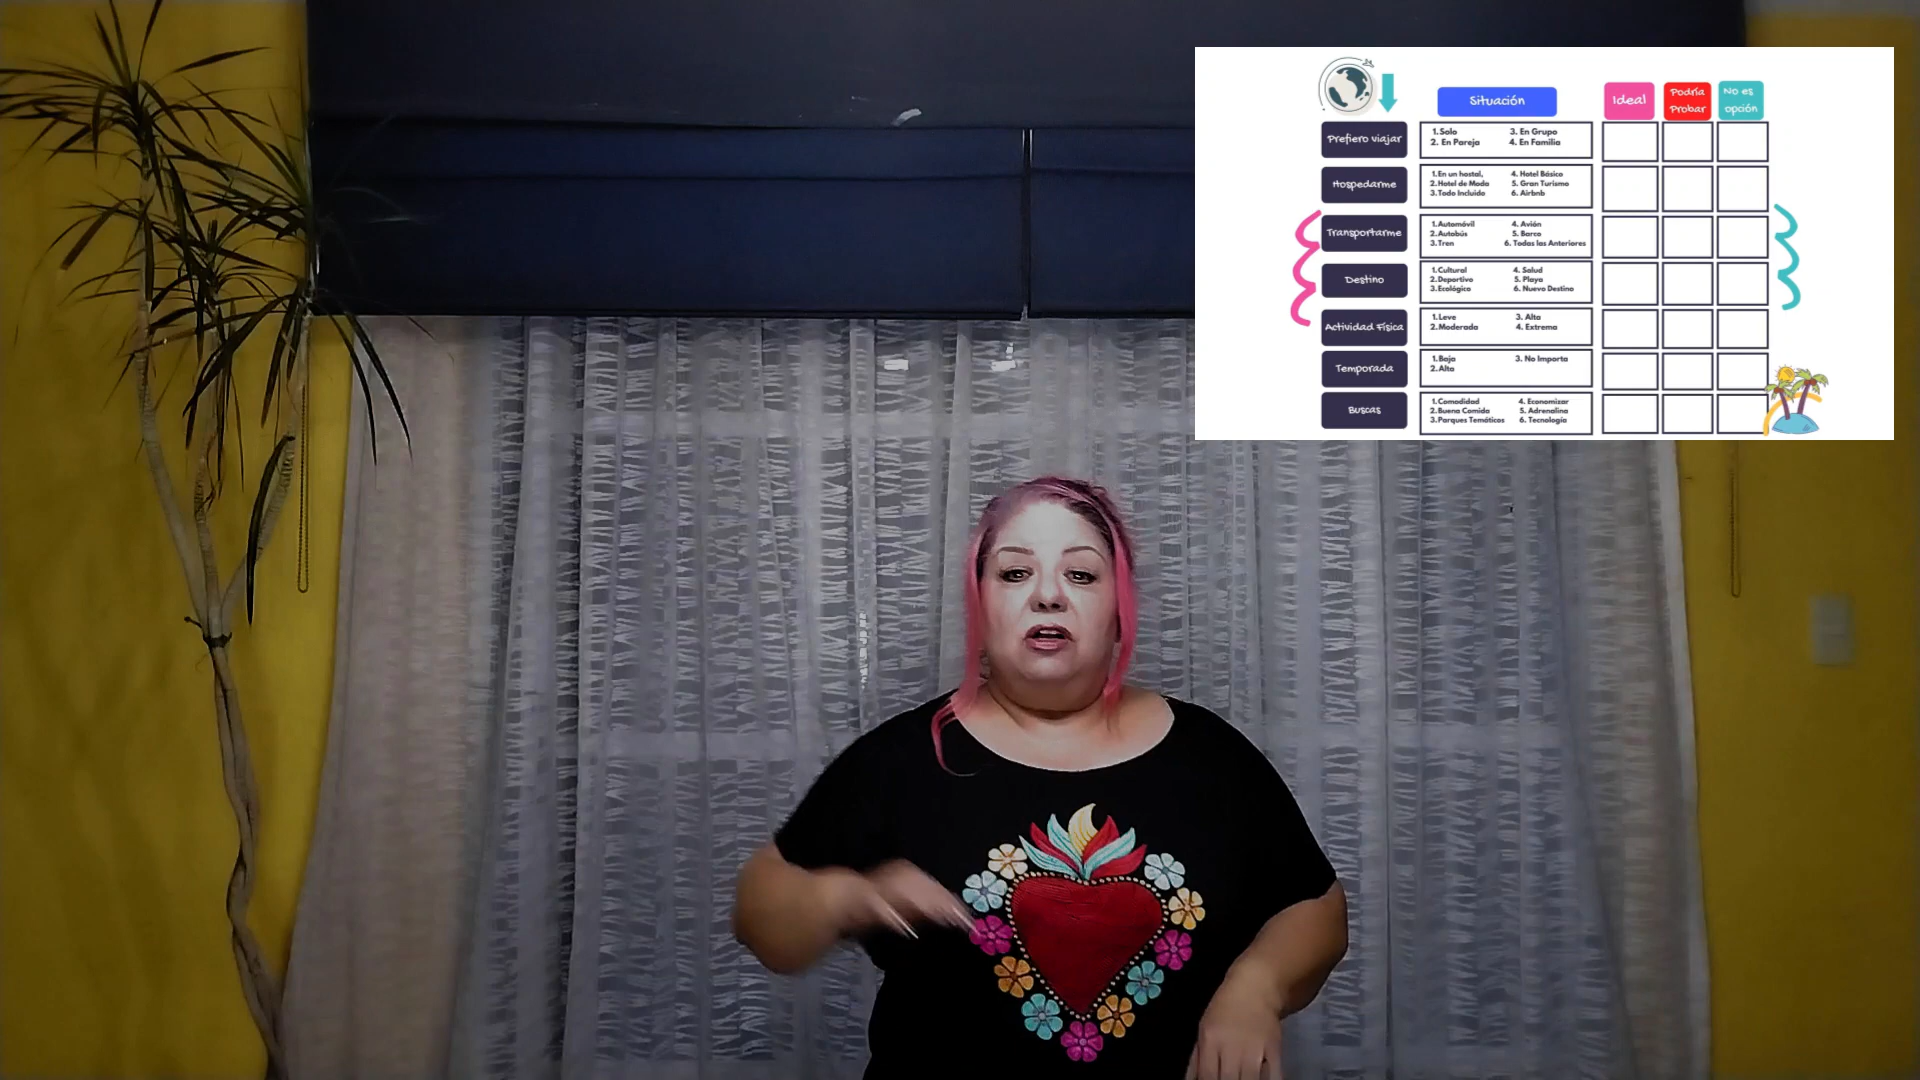 Situación
Ideal
Podría
Probar
No es
opción
Prefiero viajar
1. Solo 3. En Grupo
2. En Pareja 4. En Familia
Hospedarme
1. En un hostal, 4. Hotel Básico
2. Hotel de Moda 5. Gran Turismo
3. Todo Incluido 6. Airbnb
Transportarme
1. Automóvil 4. Avión
2. Autobús 5. Barco
3. Tren 6. Todas las Anteriores
Destino
1. Cultural 4. Salud
2. Deportivo 5. Playa
3. Ecológico 6. Nuevo Destino
Actividad Física
1. Leve 3. Alta
2. Moderada 4. Extrema
Temporada
1. Baja 3. No Importa
2. Alta
Buscas
1. Comodidad 4. Economizar
2. Buena Comida 5. Adrenalina
3. Parques Temáticos 6. Tecnología